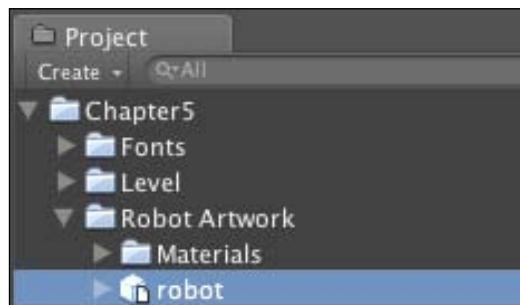 Project
Create
All
Chapter5
Fonts
Level
Robot Artwork
Materials
robot